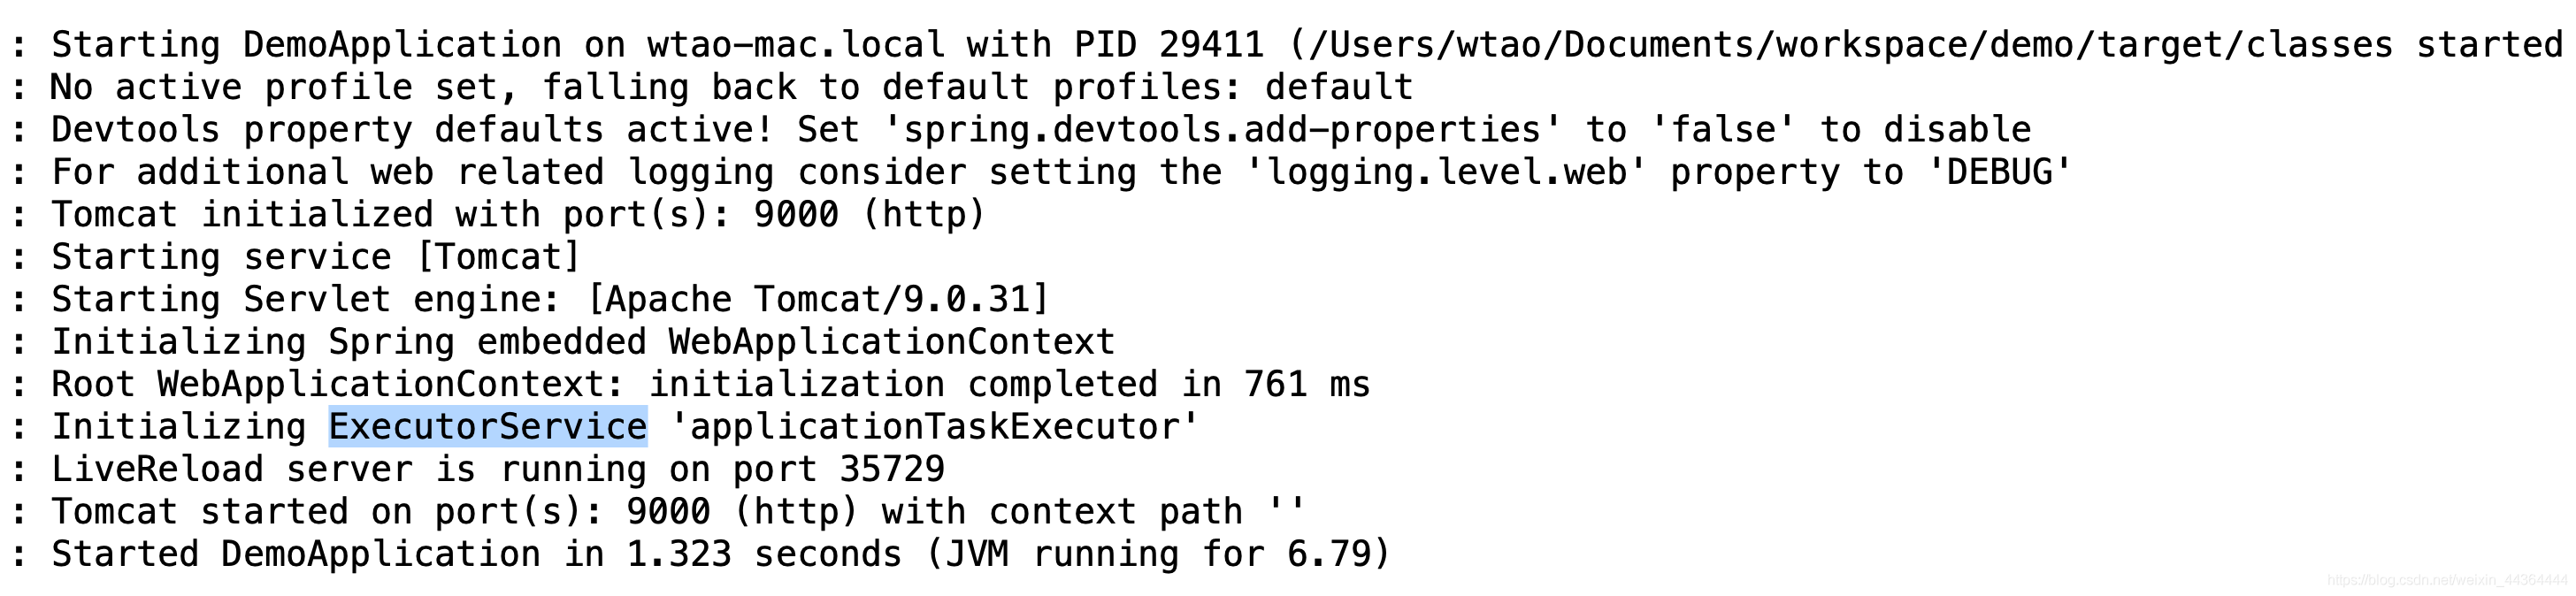 : Starting DemoApplication on wtao-mac.local with PID 29411 (/Users/wtao/Documents/workspace/demo/target/classes started
: No active profile set, falling back to default profiles: default
: Devtools property defaults active! Set 'spring.devtools.add-properties' to 'false' to disable
: For additional web related logging consider setting the 'logging.level.web' property to 'DEBUG'
: Tomcat initialized with port(s): 9000 (http)
: Starting service [Tomcat]
: Starting Servlet engine: [Apache Tomcat/9.0.31]
: Initializing Spring embedded WebApplicationContext
: Root WebApplicationContext: initialization completed in 761 ms
: Initializing ExecutorService 'applicationTaskExecutor'
: LiveReload server is running on port 35729
: Tomcat started on port(s): 9000 (http) with context path ''
: Started DemoApplication in 1.323 seconds (JVM running for 6.79)
https://blog.csdn.net/weixin_44364444